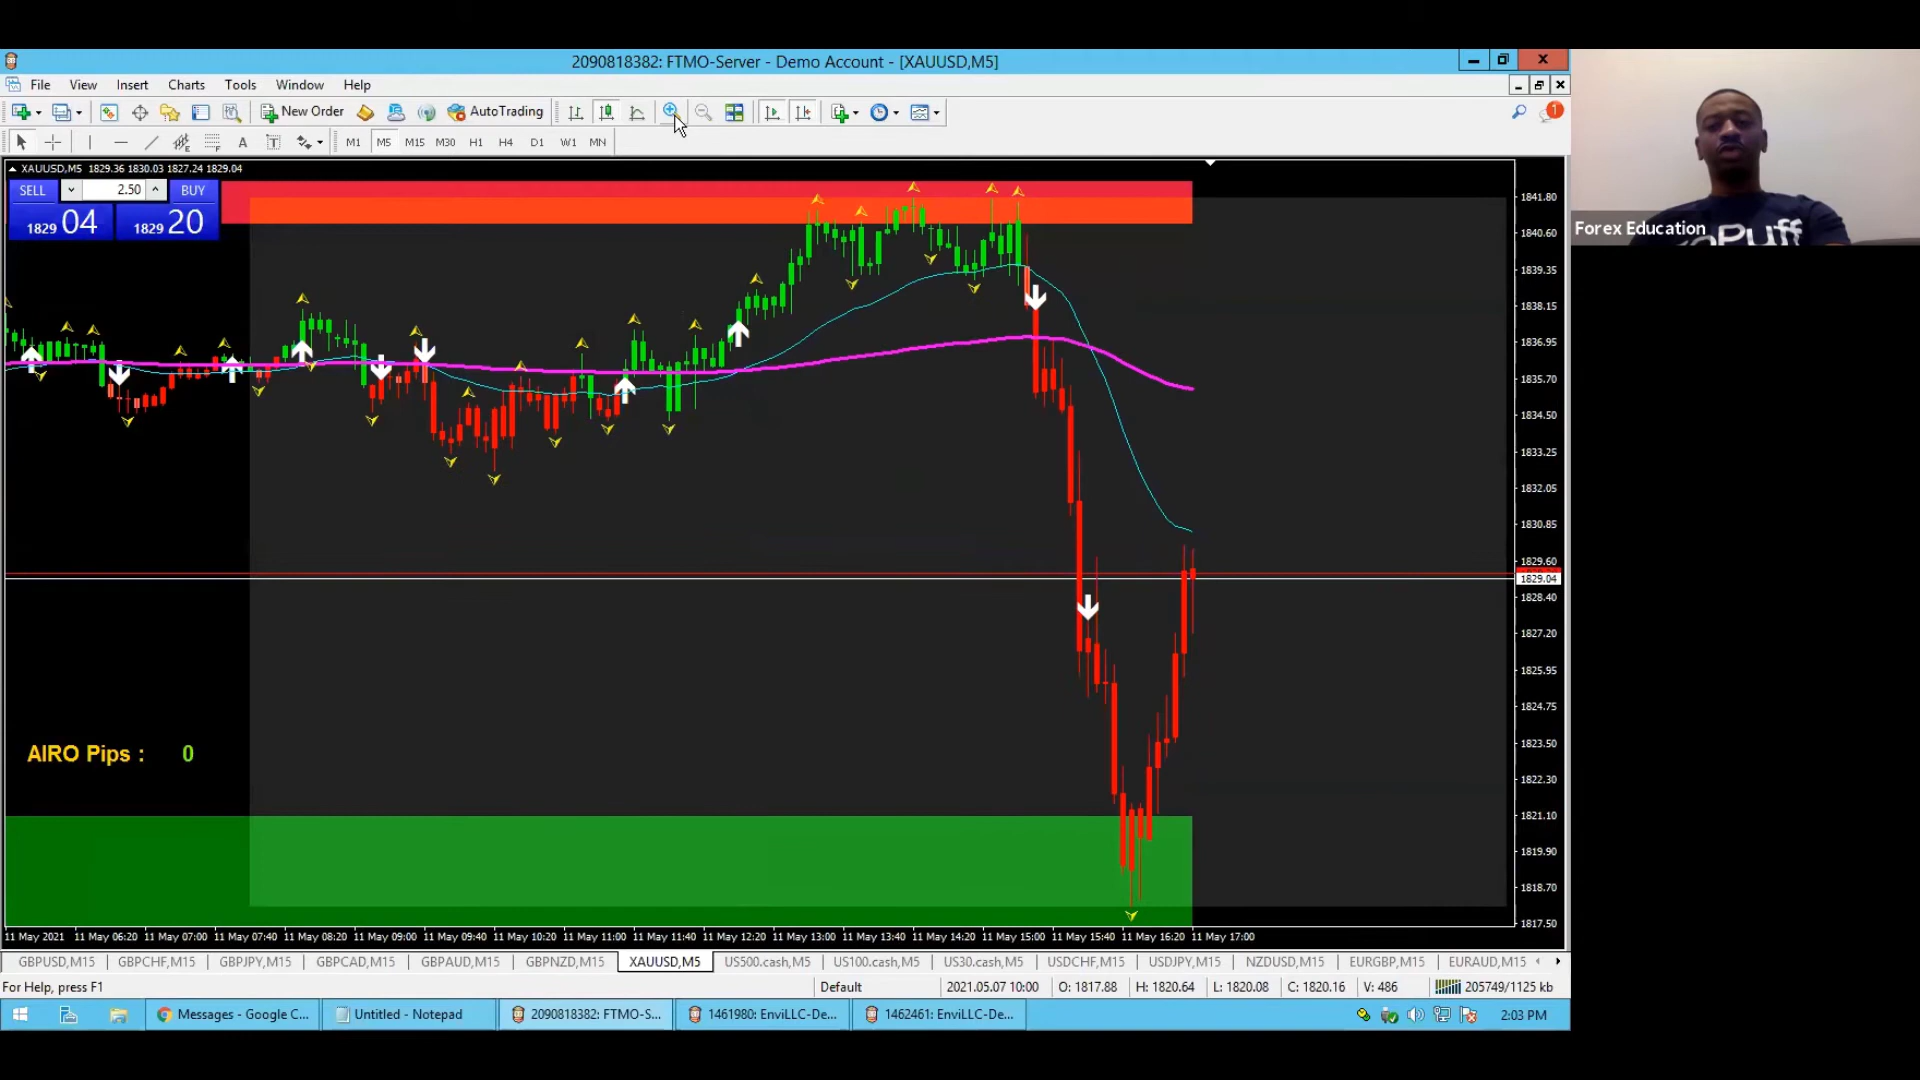 2090818382: FTMO-Server - Demo Account - [XAUUSD,M5]
File View Insert Charts Tools Window Help
New Order AutoTrading 1
A T M1 M5 M15 M30 H1 H4 D1 W1 MN
XAUUSD,M5 1829.36 1830.03 1827.24 1829.04
SELL 2.50 BUY
1829 04 1829 20
1841.80
1840.60
1839.35
1838.15
1836.95
1835.70
1834.50
1833.25
1832.05
1830.85
1829.60
1829.04
1828.40
1827.20
1825.95
1824.75
1823.50
1822.30
1821.10
1819.90
1818.70
1817.50
AIRO Pips : 0
11 May 2021 11 May 06:20 11 May 07:00 11 May 07:40 11 May 08:20 11 May 09:00 11 May 09:40 11 May 10:20 11 May 11:00 11 May 11:40 11 May 12:20 11 May 13:00 11 May 13:40 11 May 14:20 11 May 15:00 11 May 15:40 11 May 16:20 11 May 17:00
GBPUSD,M15 GBPCHF,M15 GBPJPY,M15 GBPCAD,M15 GBPAUD,M15 GBPNZD,M15 XAUUSD,M5 US500.cash,M5 US100.cash,M5 US30.cash,M5 USDCHF,M15 USDJPY,M15 NZDUSD,M15 EURGBP,M15 EURAUD,M15
For Help, press F1 Default 2021.05.07 10:00 O: 1817.88 H: 1820.64 L: 1820.08 C: 1820.16 V: 486 205749/1125 kb
Messages - Google C... Untitled - Notepad 2090818382: FTMO-S... 1461980: EnviLLC-De... 1462461: EnviLLC-De... 2:03 PM
Forex Education